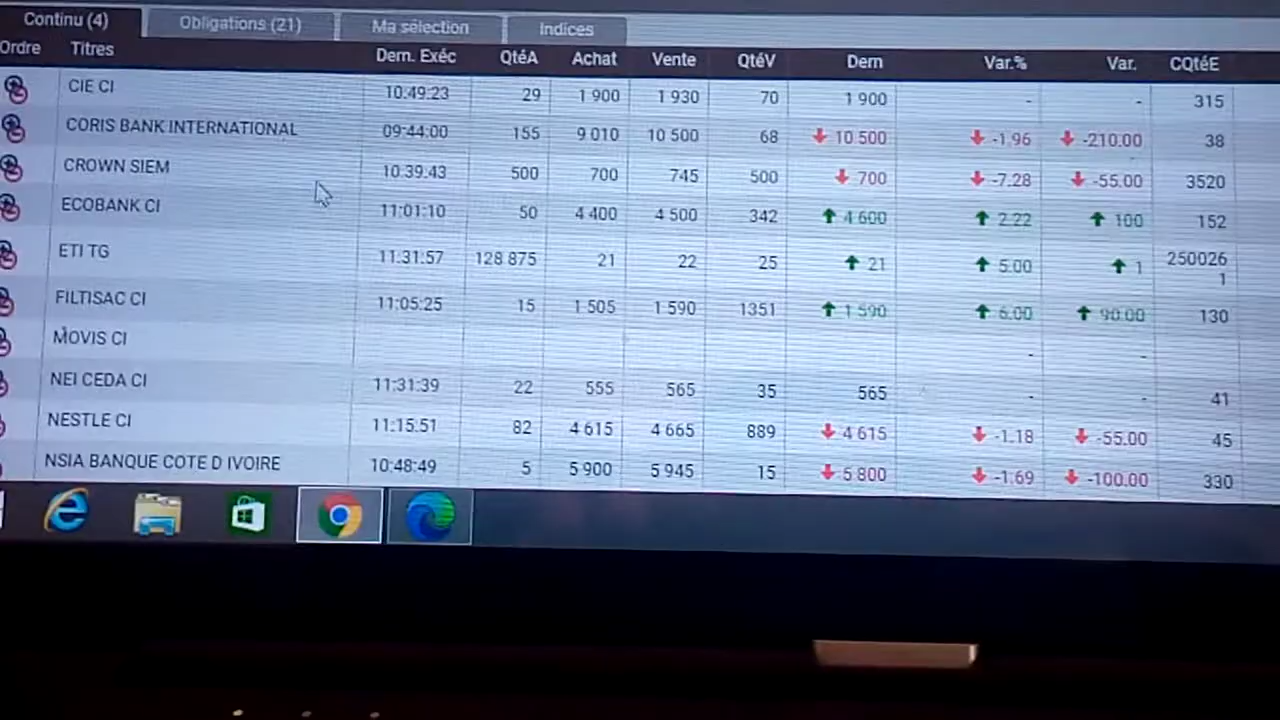 Continu (4) Obligations (21) Ma sélection Indices
Ordre Titres Dern. Exéc QtéA Achat Vente QtéV Dern Var.% Var. CQtéE
CIE CI 10:49:23 29 1 900 1 930 70 1 900 - - 315
CORIS BANK INTERNATIONAL 09:44:00 155 9 010 10 500 68 10 500 -1.96 -210.00 38
CROWN SIEM 10:39:43 500 700 745 500 700 -7.28 -55.00 3520
ECOBANK CI 11:01:10 50 4 400 4 500 342 4 600 2.22 100 152
ETI TG 11:31:57 128 875 21 22 25 21 5.00 1 250026
1
FILTISAC CI 11:05:25 15 1 505 1 590 1351 1 590 6.00 90.00 130
MOVIS CI - -
NEI CEDA CI 11:31:39 22 555 565 35 565 - - 41
NESTLE CI 11:15:51 82 4 615 4 665 889 4 615 -1.18 -55.00 45
NSIA BANQUE COTE D IVOIRE 10:48:49 5 5 900 5 945 15 5 800 -1.69 -100.00 330